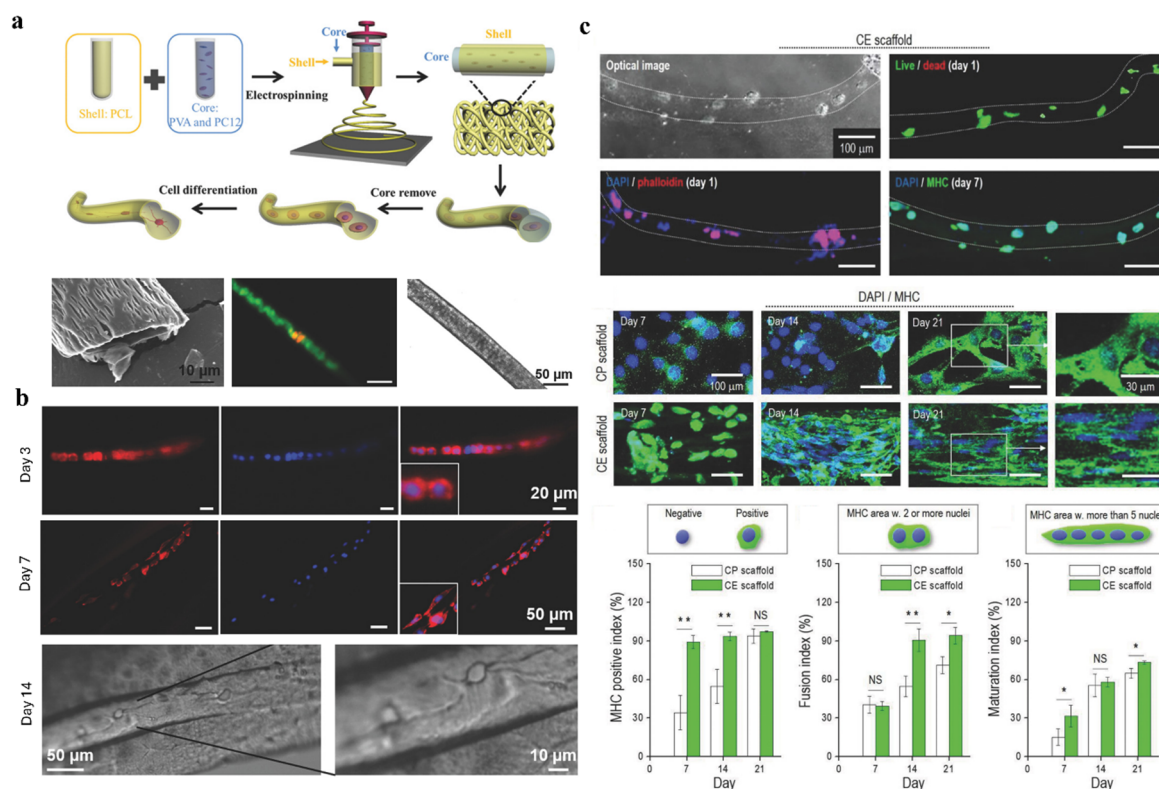 a
Shell: PCL
Core:
PVA and PC12
Electrospinning
Core
Shell
Shell
Core
Cell differentiation
Core remove
10 µm
50 µm
b
Day 3
20 µm
Day 7
50 µm
Day 14
50 µm
10 µm
c
CE scaffold
Optical image
100 µm
Live / dead (day 1)
DAPI / phalloidin (day 1)
DAPI / MHC (day 7)
DAPI / MHC
CP scaffold
Day 7
100 µm
Day 14
Day 21
30 µm
CE scaffold
Day 7
Day 14
Day 21
Negative
Positive
MHC area w. 2 or more nuclei
MHC area w. more than 5 nuclei
MHC positive index (%)
150
120
90
60
30
0
CP scaffold
CE scaffold
**
**
NS
0
7
14
21
Day
Fusion index (%)
150
120
90
60
30
0
CP scaffold
CE scaffold
NS
**
*
0
7
14
21
Day
Maturation index (%)
150
120
90
60
30
0
CP scaffold
CE scaffold
*
NS
*
0
7
14
21
Day